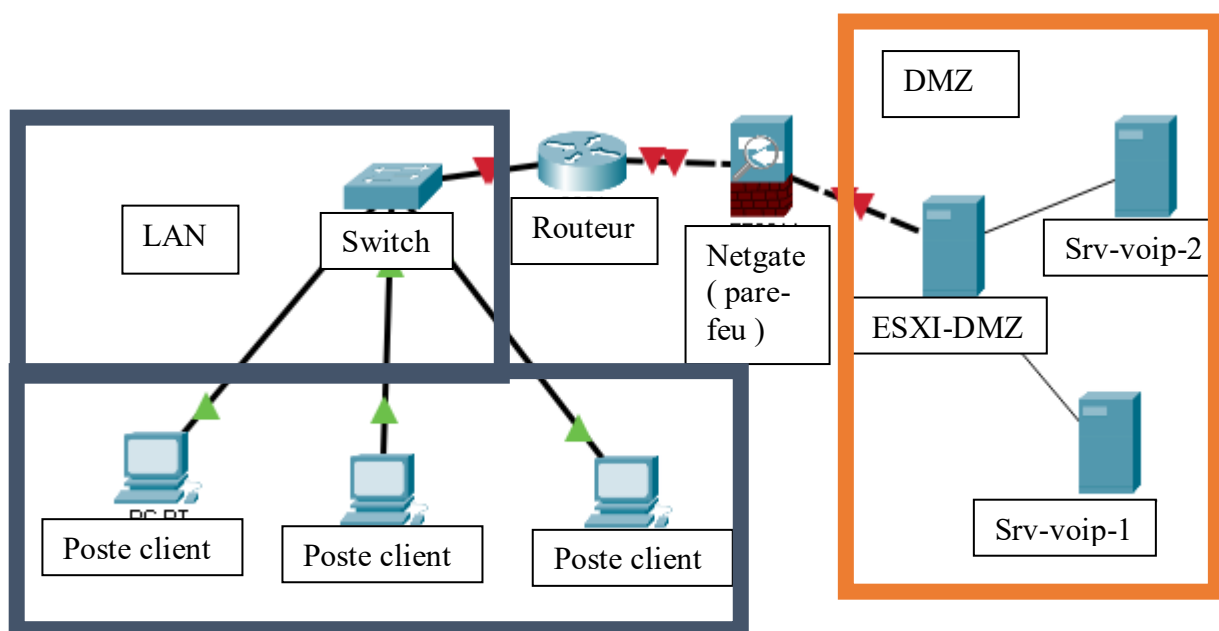 DMZ
LAN
Switch
Routeur
Netgate
( pare-
feu )
Srv-voip-2
ESXI-DMZ
Srv-voip-1
Poste client
Poste client
Poste client